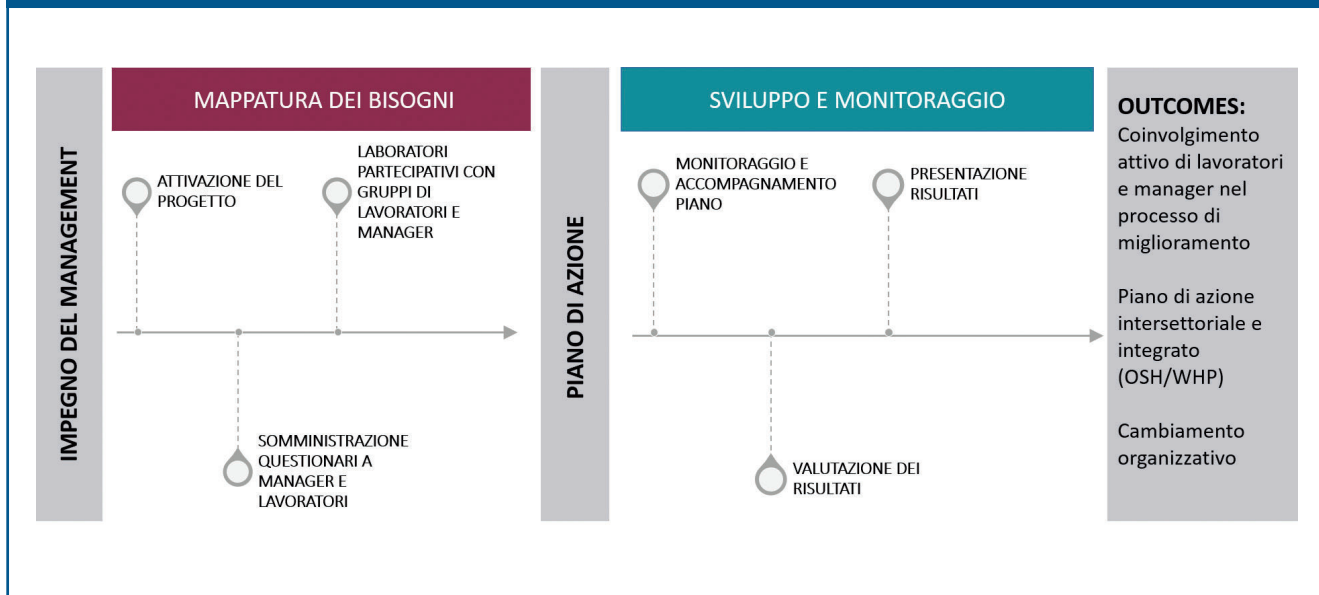 IMPEGNO DEL MANAGEMENT
MAPPATURA DEI BISOGNI
ATTIVAZIONE DEL
PROGETTO
SOMMINISTRAZIONE
QUESTIONARI A
MANAGER E
LAVORATORI
LABORATORI
PARTECIPATIVI CON
GRUPPI DI
LAVORATORI E
MANAGER
PIANO DI AZIONE
SVILUPPO E MONITORAGGIO
MONITORAGGIO E
ACCOMPAGNAMENTO
PIANO
VALUTAZIONE DEI
RISULTATI
PRESENTAZIONE
RISULTATI
OUTCOMES:
Coinvolgimento
attivo di lavoratori
e manager nel
processo di
miglioramento
Piano di azione
intersettoriale e
integrato
(OSH/WHP)
Cambiamento
organizzativo